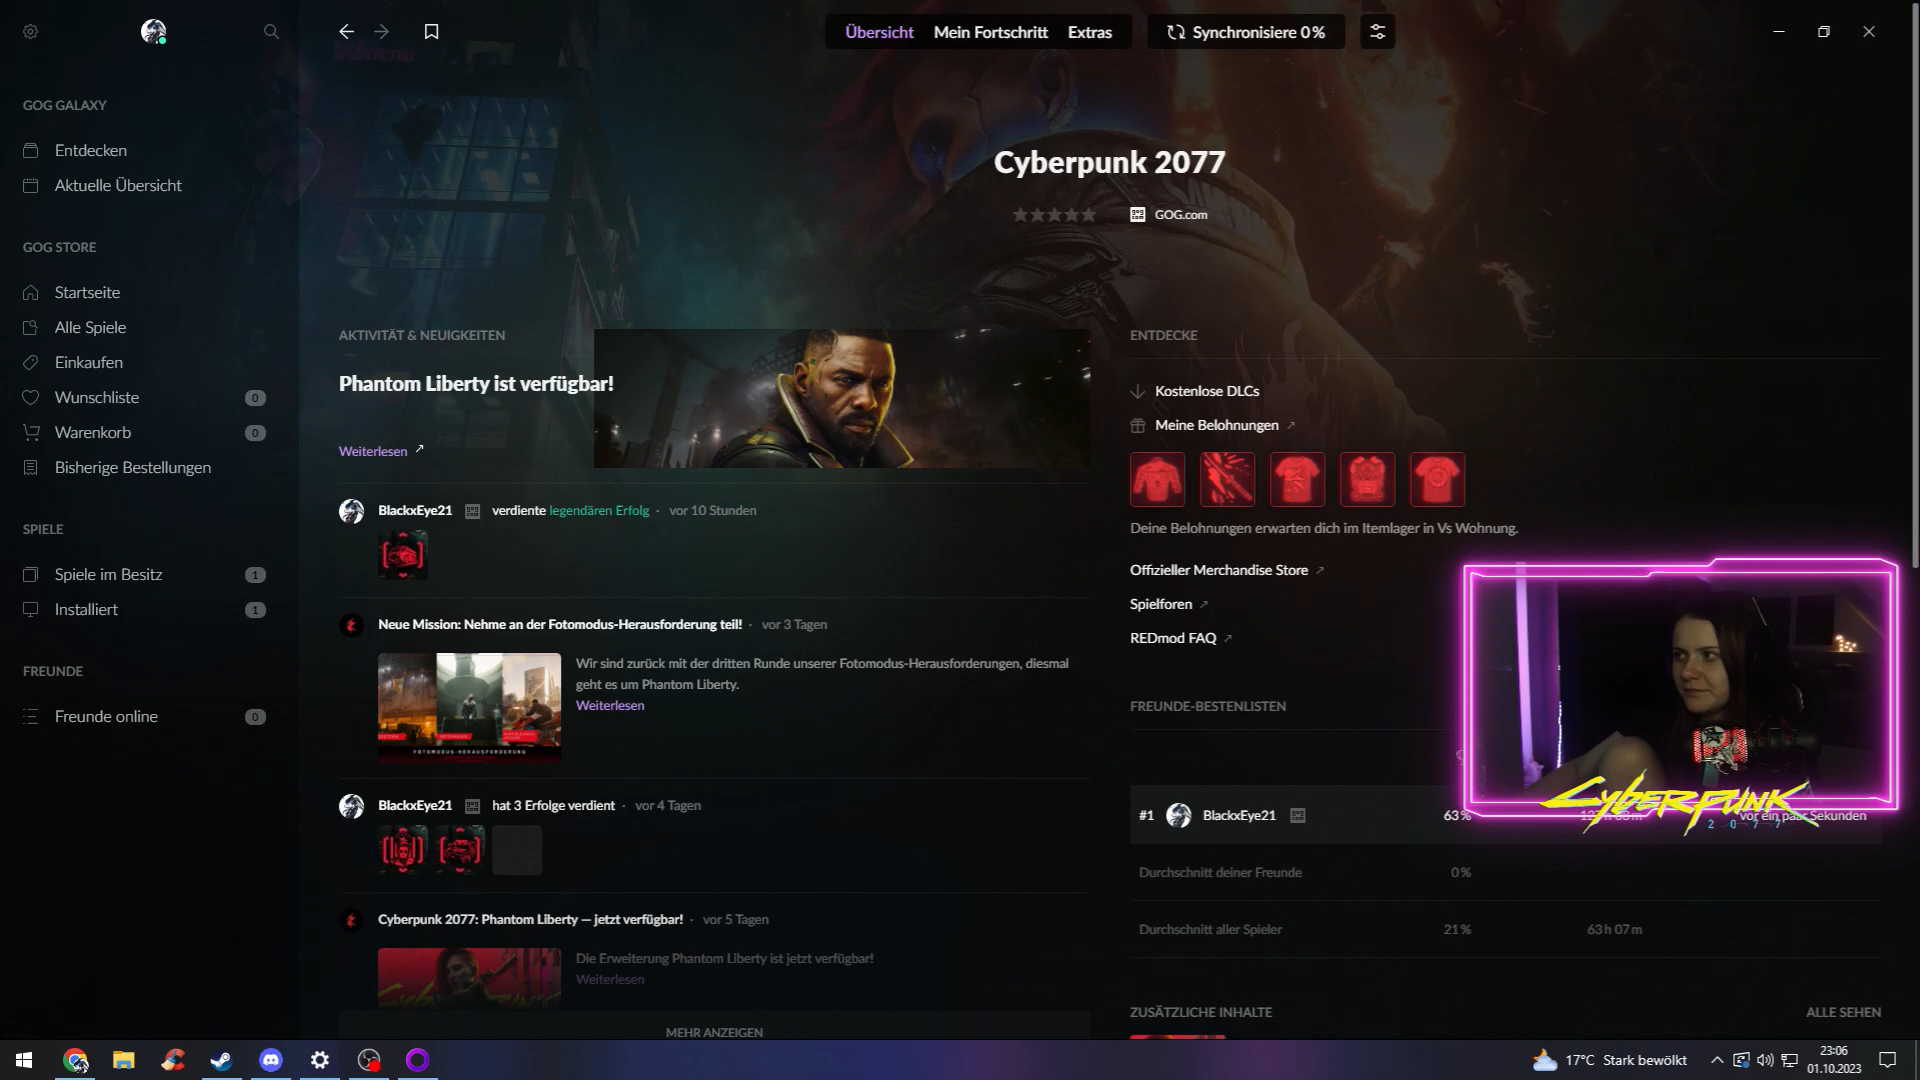 Übersicht
Mein Fortschritt
Extras
Synchronisiere 0 %
GOG GALAXY
Entdecken
Aktuelle Übersicht
GOG STORE
Startseite
Alle Spiele
Einkaufen
Wunschliste 0
Warenkorb 0
Bisherige Bestellungen
SPIELE
Spiele im Besitz 1
Installiert 1
FREUNDE
Freunde online 0
Cyberpunk 2077
GOG.com
AKTIVITÄT & NEUIGKEITEN
Phantom Liberty ist verfügbar!
Weiterlesen
BlackxEye21 verdiente legendären Erfolg · vor 10 Stunden
Neue Mission: Nehme an der Fotomodus-Herausforderung teil! · vor 3 Tagen
Wir sind zurück mit der dritten Runde unserer Fotomodus-Herausforderungen, diesmal
geht es um Phantom Liberty.
Weiterlesen
FOTOMODUS-HERAUSFORDERUNG
BlackxEye21 hat 3 Erfolge verdient · vor 4 Tagen
Cyberpunk 2077: Phantom Liberty — jetzt verfügbar! · vor 5 Tagen
Die Erweiterung Phantom Liberty ist jetzt verfügbar!
Weiterlesen
MEHR ANZEIGEN
ENTDECKE
Kostenlose DLCs
Meine Belohnungen
Deine Belohnungen erwarten dich im Itemlager in Vs Wohnung.
Offizieller Merchandise Store
Spielforen
REDmod FAQ
FREUNDE-BESTENLISTEN
#1 BlackxEye21 63 % vor ein paar Sekunden
CYBERPUNK
2077
Durchschnitt deiner Freunde 0 %
Durchschnitt aller Spieler 21 % 63 h 07 m
ZUSÄTZLICHE INHALTE
ALLE SEHEN
17°C Stark bewölkt
23:06
01.10.2023